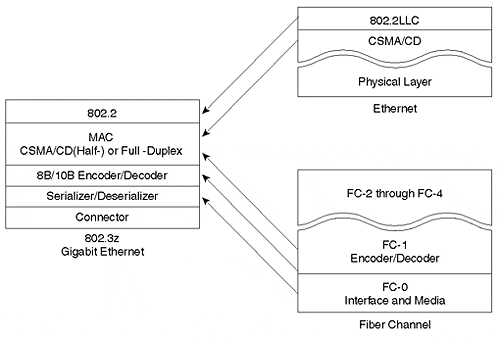 802.2LLC
CSMA/CD
Physical Layer
Ethernet
802.2
MAC
CSMA/CD(Half-) or Full -Duplex
8B/10B Encoder/Decoder
Serializer/Deserializer
Connector
802.3z
Gigabit Ethernet
FC-2 through FC-4
FC-1
Encoder/Decoder
FC-0
Interface and Media
Fiber Channel